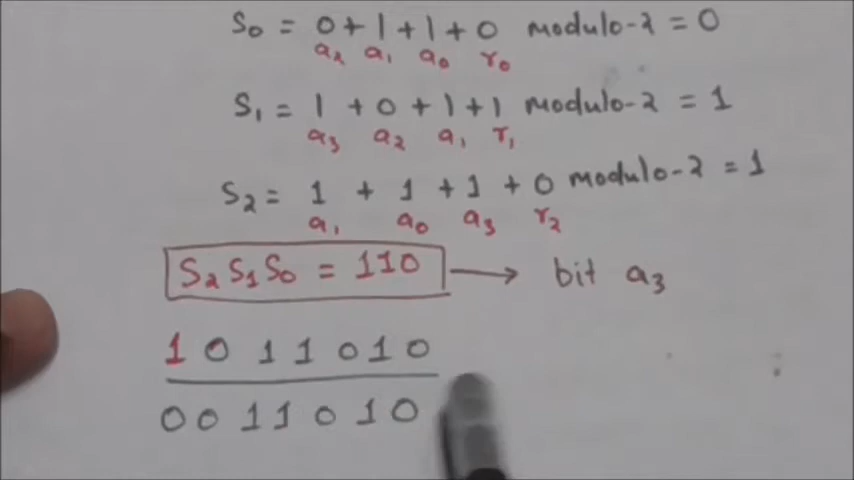 S0 = 0 + 1 + 1 + 0 modulo-2 = 0
a2 a1 a0 r0
S1 = 1 + 0 + 1 + 1 modulo-2 = 1
a3 a2 a1 r1
S2 = 1 + 1 + 1 + 0 modulo-2 = 1
a1 a0 a3 r2
S2 S1 S0 = 110 → bit a3
1 0 1 1 0 1 0
0 0 1 1 0 1 0